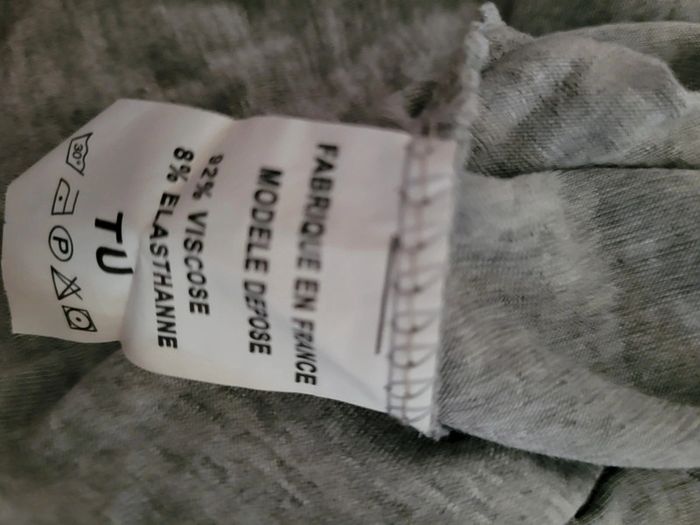 FABRIQUE EN FRANCE
MODELE DEPOSE
92% VISCOSE
8% ELASTHANNE
TU
30°
P